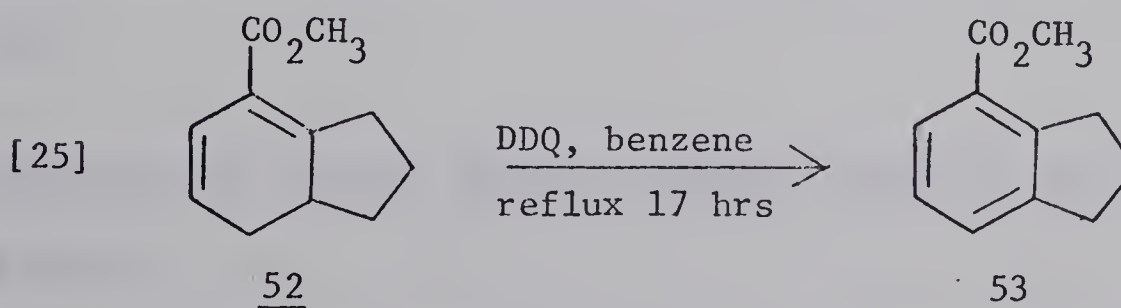 CO2CH3
CO2CH3
[25]
DDQ, benzene
reflux 17 hrs
52
53